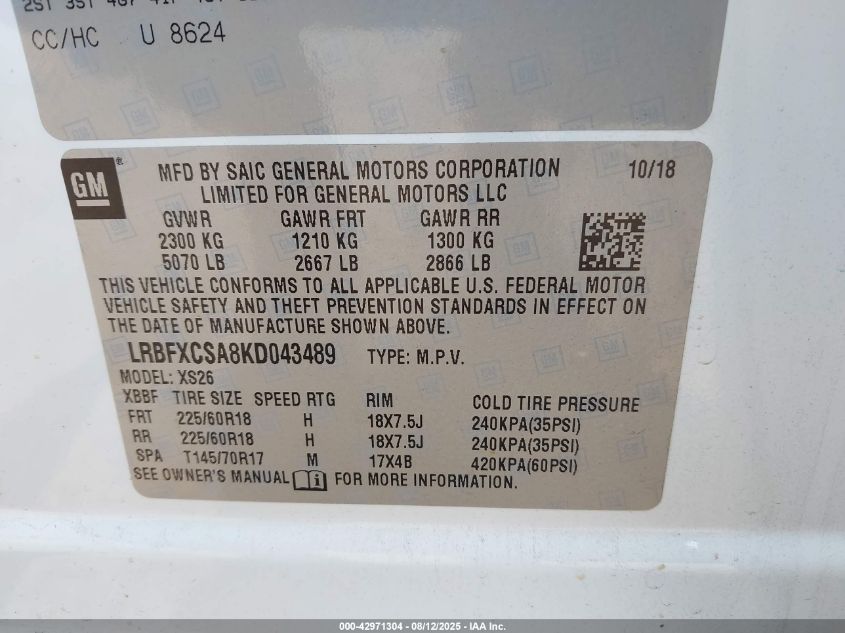 CC/HC U 8624
GM ®
MFD BY SAIC GENERAL MOTORS CORPORATION 10/18
LIMITED FOR GENERAL MOTORS LLC
GVWR GAWR FRT GAWR RR
2300 KG 1210 KG 1300 KG
5070 LB 2667 LB 2866 LB
THIS VEHICLE CONFORMS TO ALL APPLICABLE U.S. FEDERAL MOTOR
VEHICLE SAFETY AND THEFT PREVENTION STANDARDS IN EFFECT ON
THE DATE OF MANUFACTURE SHOWN ABOVE.
LRBFXCSA8KD043489 TYPE: M.P.V.
MODEL: XS26
XBBF TIRE SIZE SPEED RTG RIM COLD TIRE PRESSURE
FRT 225/60R18 H 18X7.5J 240KPA(35PSI)
RR 225/60R18 H 18X7.5J 240KPA(35PSI)
SPA T145/70R17 M 17X4B 420KPA(60PSI)
SEE OWNER'S MANUAL FOR MORE INFORMATION.
000-42971304 - 08/12/2025 - IAA Inc.